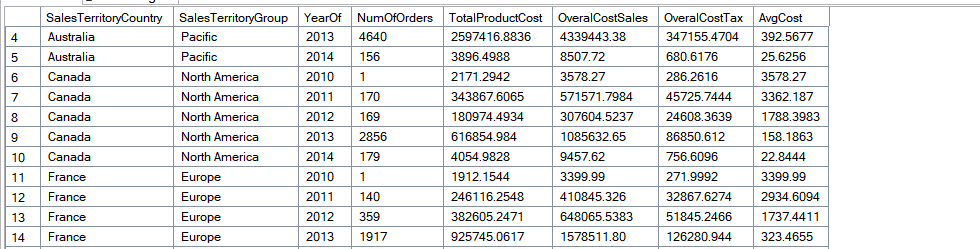 SalesTerritoryCountry SalesTerritoryGroup YearOf NumOfOrders TotalProductCost OveralCostSales OveralCostTax AvgCost
4 Australia Pacific 2013 4640 2597416.8836 4339443.38 347155.4704 392.5677
5 Australia Pacific 2014 156 3896.4988 8507.72 680.6176 25.6256
6 Canada North America 2010 1 2171.2942 3578.27 286.2616 3578.27
7 Canada North America 2011 170 343867.6065 571571.7984 45725.7444 3362.187
8 Canada North America 2012 169 180974.4934 307604.5237 24608.3639 1788.3983
9 Canada North America 2013 2856 616854.984 1085632.65 86850.612 158.1863
10 Canada North America 2014 179 4054.9828 9457.62 756.6096 22.8444
11 France Europe 2010 1 1912.1544 3399.99 271.9992 3399.99
12 France Europe 2011 140 246116.2548 410845.326 32867.6274 2934.6094
13 France Europe 2012 359 382605.2471 648065.5383 51845.2466 1737.4411
14 France Europe 2013 1917 925745.0617 1578511.80 126280.944 323.4655